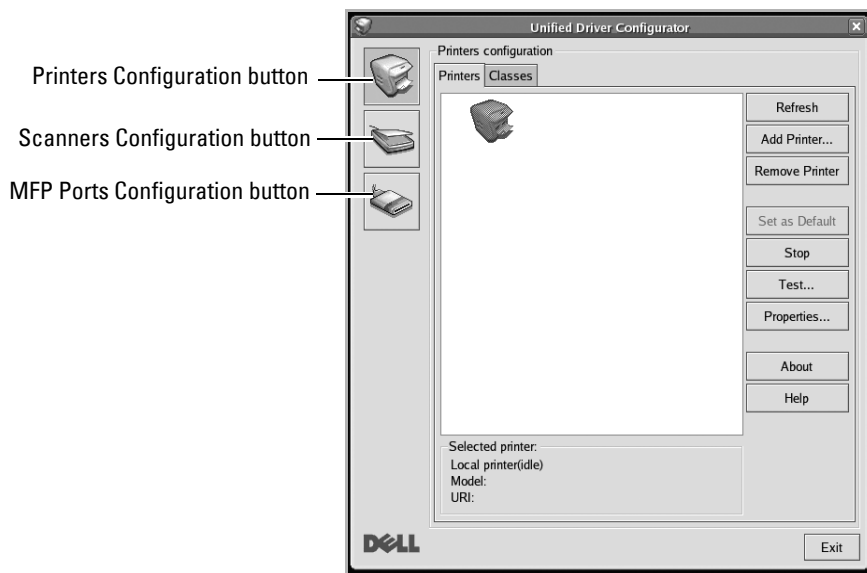 Unified Driver Configurator
Printers configuration
Printers Configuration button
Printers Classes
Refresh
Scanners Configuration button
Add Printer...
Remove Printer
MFP Ports Configuration button
Set as Default
Stop
Test...
Properties...
About
Help
Selected printer:
Local printer(idle)
Model:
URI:
DELL
Exit